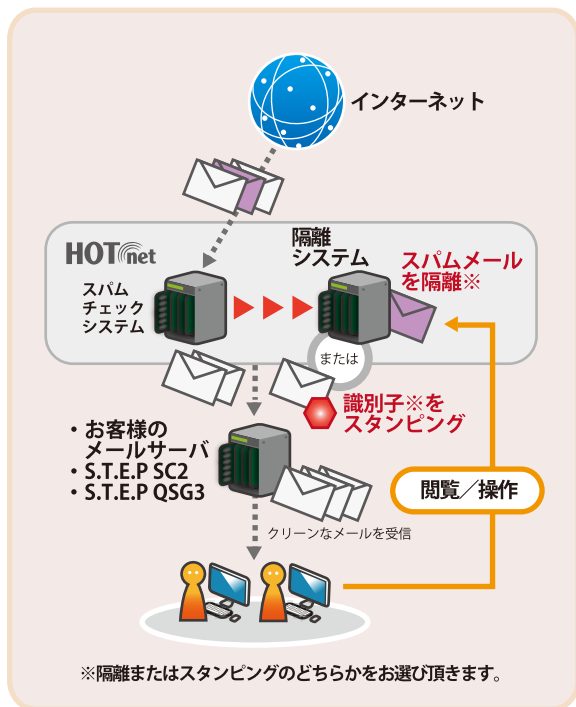 インターネット
HOTnet
隔離
システム
スパムメール
を隔離※
スパム
チェック
システム
または
識別子※を
スタンピング
・お客様の
メールサーバ
・S.T.E.P SC2
・S.T.E.P QSG3
閲覧／操作
クリーンなメールを受信
※隔離またはスタンピングのどちらかをお選び頂きます。